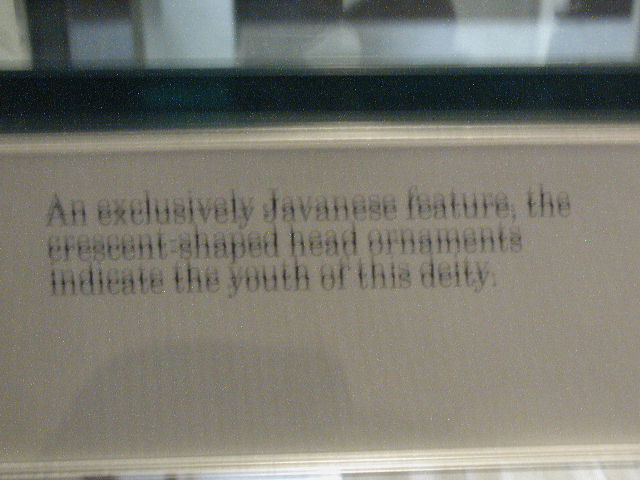 An exclusively Javanese feature, the
crescent-shaped head ornaments
indicate the youth of this deity.